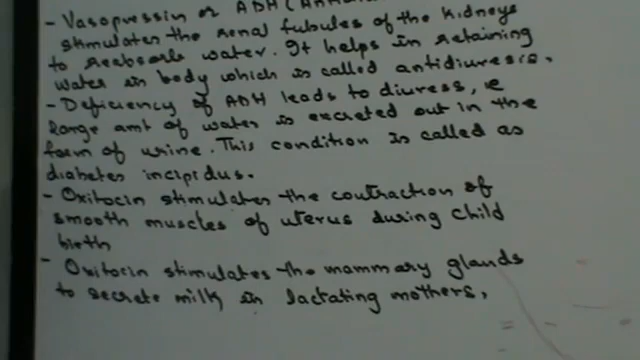 - Vasopressin or ADH (
stimulates the renal tubules of the kidneys
to reabsorb water. It helps in retaining
water in body which is called antidiuresis.
- Deficiency of ADH leads to diuress, ie
large amt of water is excreted out in the
form of urine. This condition is called as
diabetes incipidus.
- Oxitocin stimulates the contraction of
smooth muscles of uterus during child
birth
- Oxitocin stimulates the mammary glands
to secrete milk in lactating mothers,